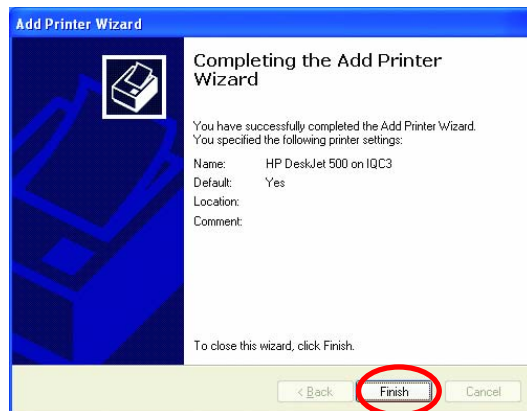 Add Printer Wizard
Completing the Add Printer
Wizard
You have successfully completed the Add Printer Wizard.
You specified the following printer settings:
Name: HP DeskJet 500 on IQC3
Default: Yes
Location:
Comment:
To close this wizard, click Finish.
< Back Finish Cancel